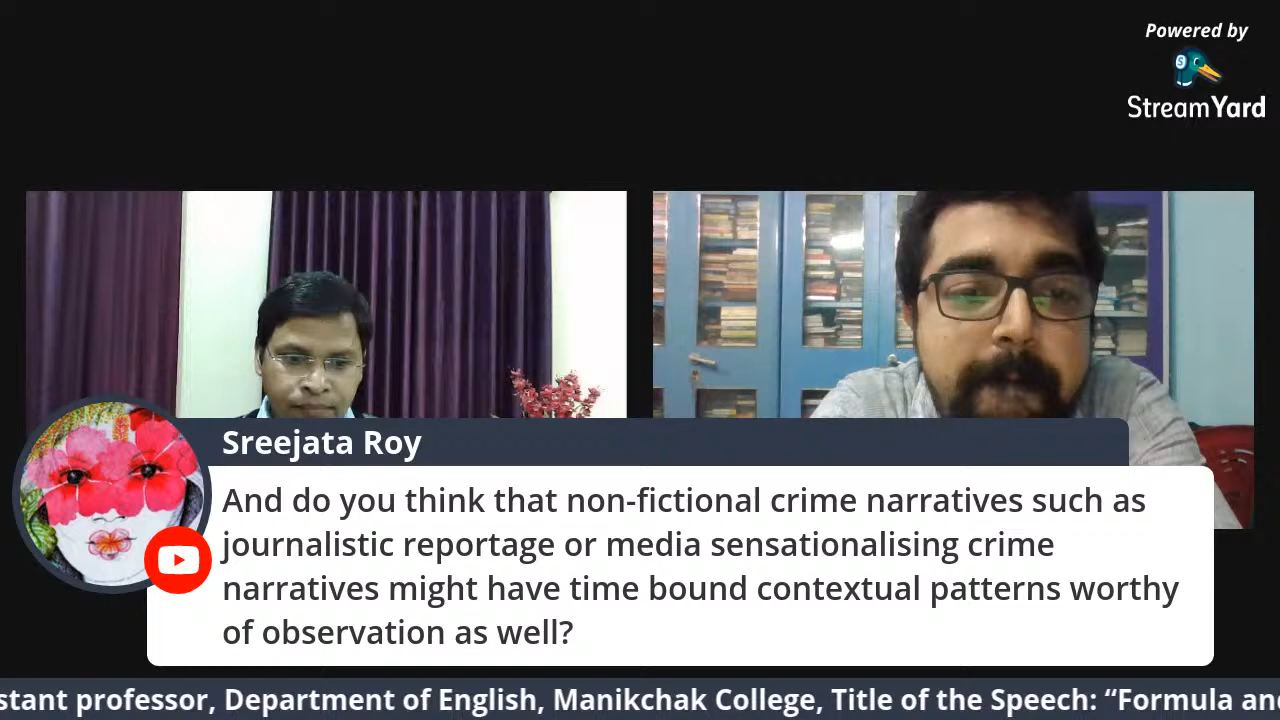 Powered by
StreamYard
Sreejata Roy
And do you think that non-fictional crime narratives such as
journalistic reportage or media sensationalising crime
narratives might have time bound contextual patterns worthy
of observation as well?
stant professor, Department of English, Manikchak College, Title of the Speech: “Formula an